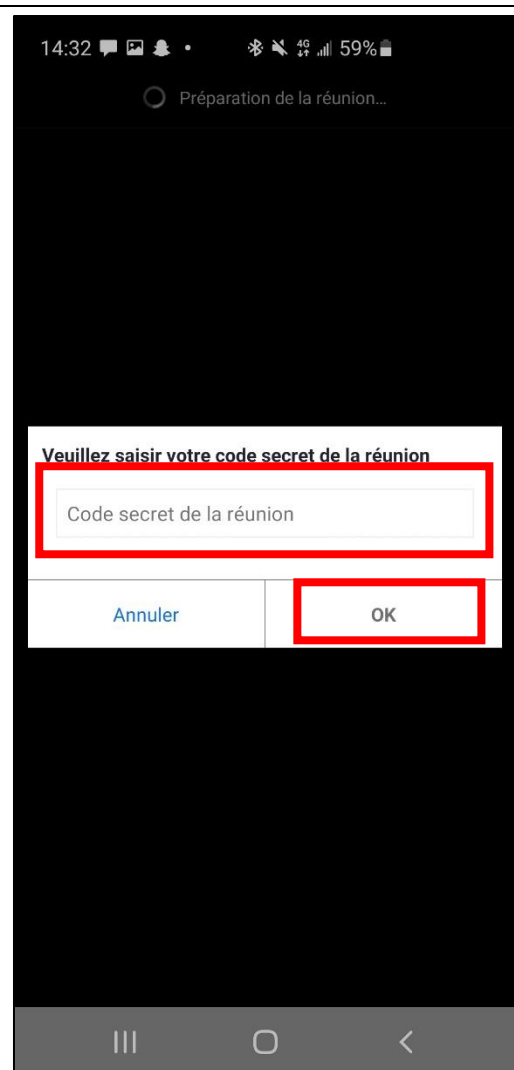 14:32 4G 59%
Préparation de la réunion...
Veuillez saisir votre code secret de la réunion
Code secret de la réunion
Annuler OK